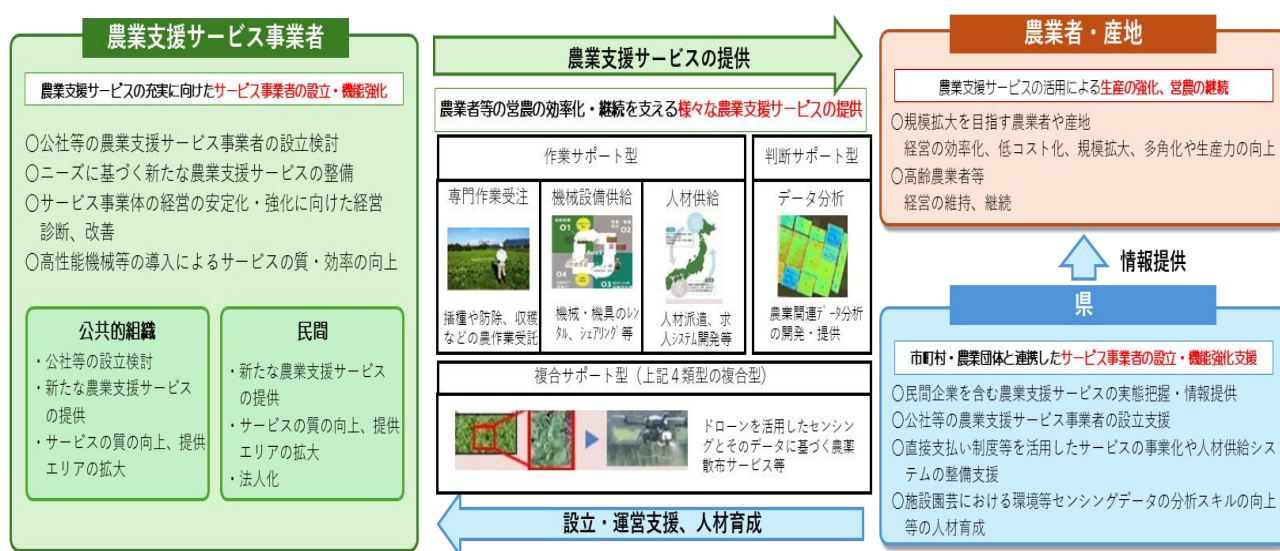 農業支援サービス事業者
農業支援サービスの充実に向けたサービス事業者の設立・機能強化
○公社等の農業支援サービス事業者の設立検討
○ニーズに基づく新たな農業支援サービスの整備
○サービス事業体の経営の安定化・強化に向けた経営
診断、改善
○高性能機械等の導入によるサービスの質・効率の向上
公共的組織
・公社等の設立検討
・新たな農業支援サービス
の提供
・サービスの質の向上、提供
エリアの拡大
民間
・新たな農業支援サービス
の提供
・サービスの質の向上、提供
エリアの拡大
・法人化
農業支援サービスの提供
農業者等の営農の効率化・継続を支える様々な農業支援サービスの提供
作業サポート型
判断サポート型
専門作業受注
機械設備供給
人材供給
データ分析
01
02
03
播種や防除、収穫
などの農作業受託
機械・機具のレン
タル、シェアリング等
人材派遣、求
人システム開発等
農業関連データ分析
の開発・提供
複合サポート型（上記４類型の複合型）
ドローンを活用したセンシン
グとそのデータに基づく農薬
散布サービス等
設立・運営支援、人材育成
農業者・産地
農業支援サービスの活用による生産の強化、営農の継続
○規模拡大を目指す農業者や産地
経営の効率化、低コスト化、規模拡大、多角化や生産力の向上
○高齢農業者等
経営の維持、継続
情報提供
県
市町村・農業団体と連携したサービス事業者の設立・機能強化支援
○民間企業を含む農業支援サービスの実態把握・情報提供
○公社等の農業支援サービス事業者の設立支援
○直接支払い制度等を活用したサービスの事業化や人材供給シス
テムの整備支援
○施設園芸における環境等センシングデータの分析スキルの向上
等の人材育成